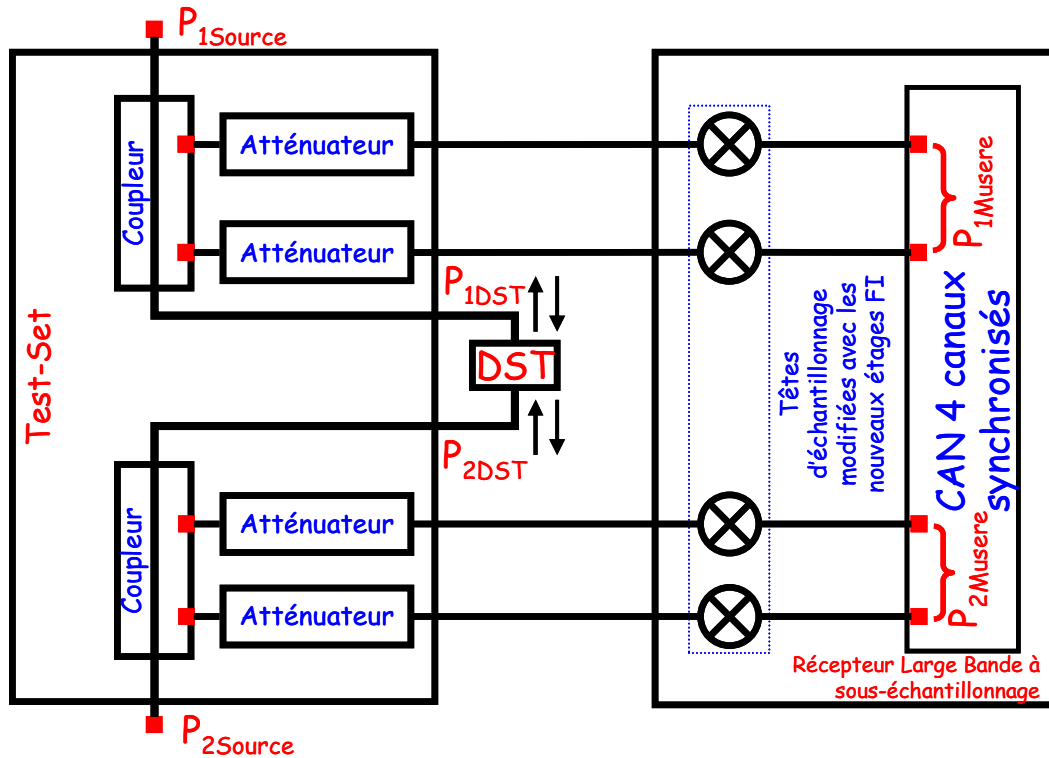 P1Source
Test-Set
Coupleur
Atténuateur
Atténuateur
P1DST
DST
P2DST
Coupleur
Atténuateur
Atténuateur
P2Source
Têtes
d'échantillonnage
modifiées avec les
nouveaux étages FI
P1Musere
CAN 4 canaux
synchronisés
P2Musere
Récepteur Large Bande à
sous-échantillonnage